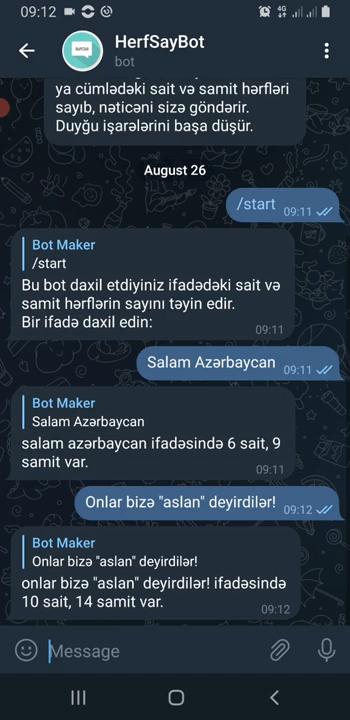 09:12
4G
HerfSayBot
bot
ya cümlədəki sait və samit hərfləri
sayıb, nəticəni sizə göndərir.
Duyğu işarələrini başa düşür.
August 26
/start 09:11
Bot Maker
/start
Bu bot daxil etdiyiniz ifadədəki sait və
samit hərflərin sayını təyin edir.
Bir ifadə daxil edin:
09:11
Salam Azərbaycan 09:11
Bot Maker
Salam Azərbaycan
salam azərbaycan ifadəsində 6 sait, 9
samit var.
09:11
Onlar bizə "aslan" deyirdilər! 09:12
Bot Maker
Onlar bizə "aslan" deyirdilər!
onlar bizə "aslan" deyirdilər! ifadəsində
10 sait, 14 samit var.
09:12
Message